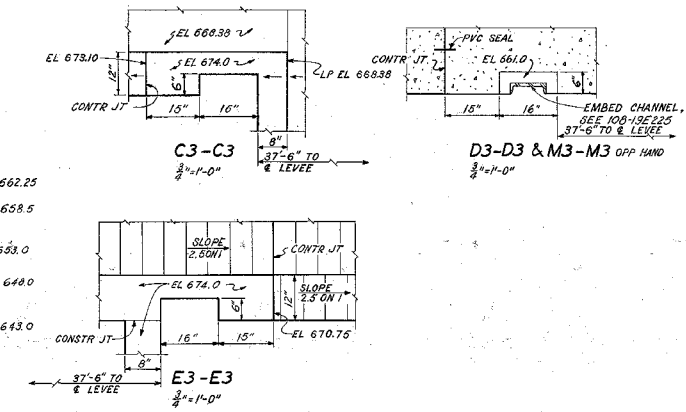 EL 668.38
EL 673.10
EL 674.0
12"
6"
LP EL 668.38
CONTR JT
15"
16"
8"
37'-6" TO
℄ LEVEE
C3-C3
3/4"=1'-0"
PVC SEAL
CONTR JT
EL 661.0
6"
15"
16"
EMBED CHANNEL,
SEE 108-19E225
37'-6" TO ℄ LEVEE
D3-D3 & M3-M3 OPP HAND
3/4"=1'-0"
662.25
658.5
653.0
648.0
643.0
SLOPE
2.5 ON 1
CONTR JT
EL 674.0
6"
12"
SLOPE
2.5 ON 1
CONSTR JT
16"
15"
EL 670.75
8"
37'-6" TO
℄ LEVEE
E3-E3
3/4"=1'-0"